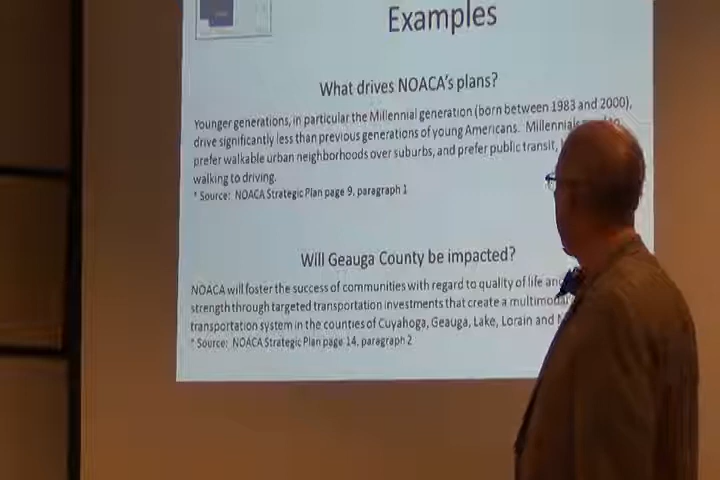 Examples
What drives NOACA's plans?
Younger generations, in particular the Millennial generation (born between 1983 and 2000),
drive significantly less than previous generations of young Americans. Millennials
prefer walkable urban neighborhoods over suburbs, and prefer public transit,
walking to driving.
* Source: NOACA Strategic Plan page 9, paragraph 1
Will Geauga County be impacted?
NOACA will foster the success of communities with regard to quality of life and
strength through targeted transportation investments that create a multimodal
transportation system in the counties of Cuyahoga, Geauga, Lake, Lorain and
* Source: NOACA Strategic Plan page 14, paragraph 2